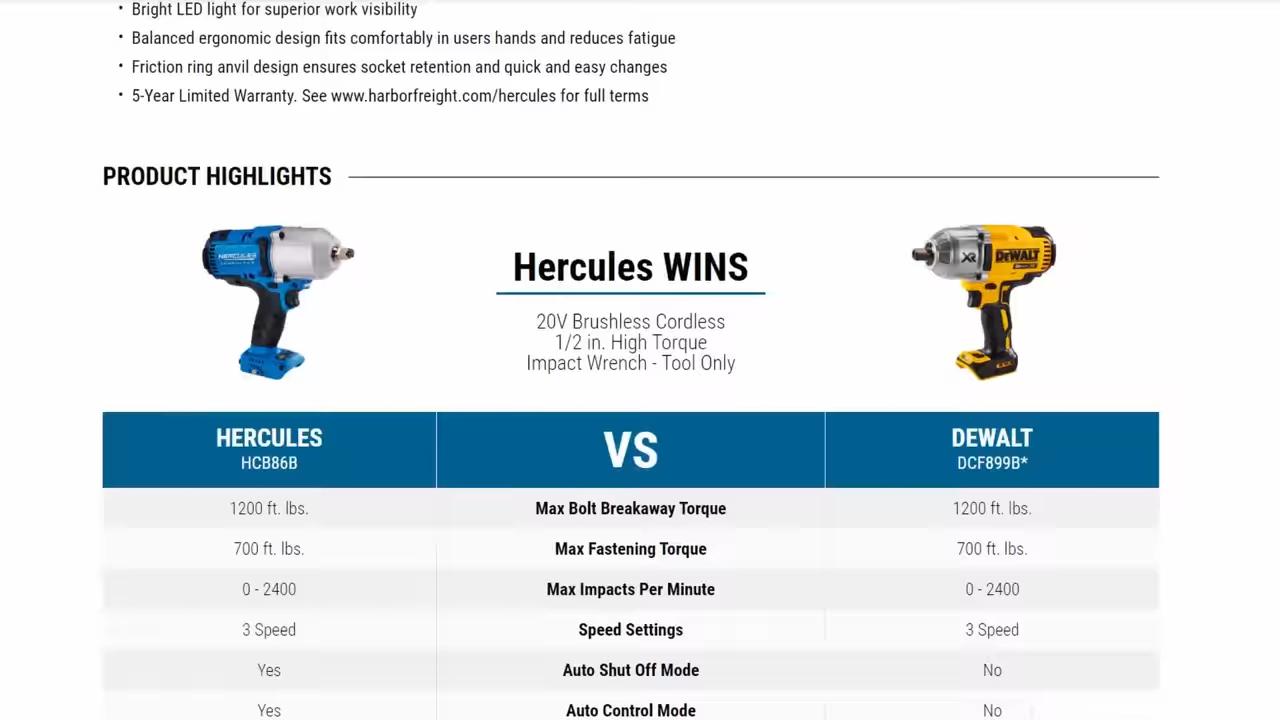 • Bright LED light for superior work visibility
• Balanced ergonomic design fits comfortably in users hands and reduces fatigue
• Friction ring anvil design ensures socket retention and quick and easy changes
• 5-Year Limited Warranty. See www.harborfreight.com/hercules for full terms
PRODUCT HIGHLIGHTS
HERCULES
Hercules WINS
20V Brushless Cordless
1/2 in. High Torque
Impact Wrench - Tool Only
XR
DEWALT
HERCULES
HCB86B
VS
DEWALT
DCF899B*
1200 ft. lbs. Max Bolt Breakaway Torque 1200 ft. lbs.
700 ft. lbs. Max Fastening Torque 700 ft. lbs.
0 - 2400 Max Impacts Per Minute 0 - 2400
3 Speed Speed Settings 3 Speed
Yes Auto Shut Off Mode No
Yes Auto Control Mode No